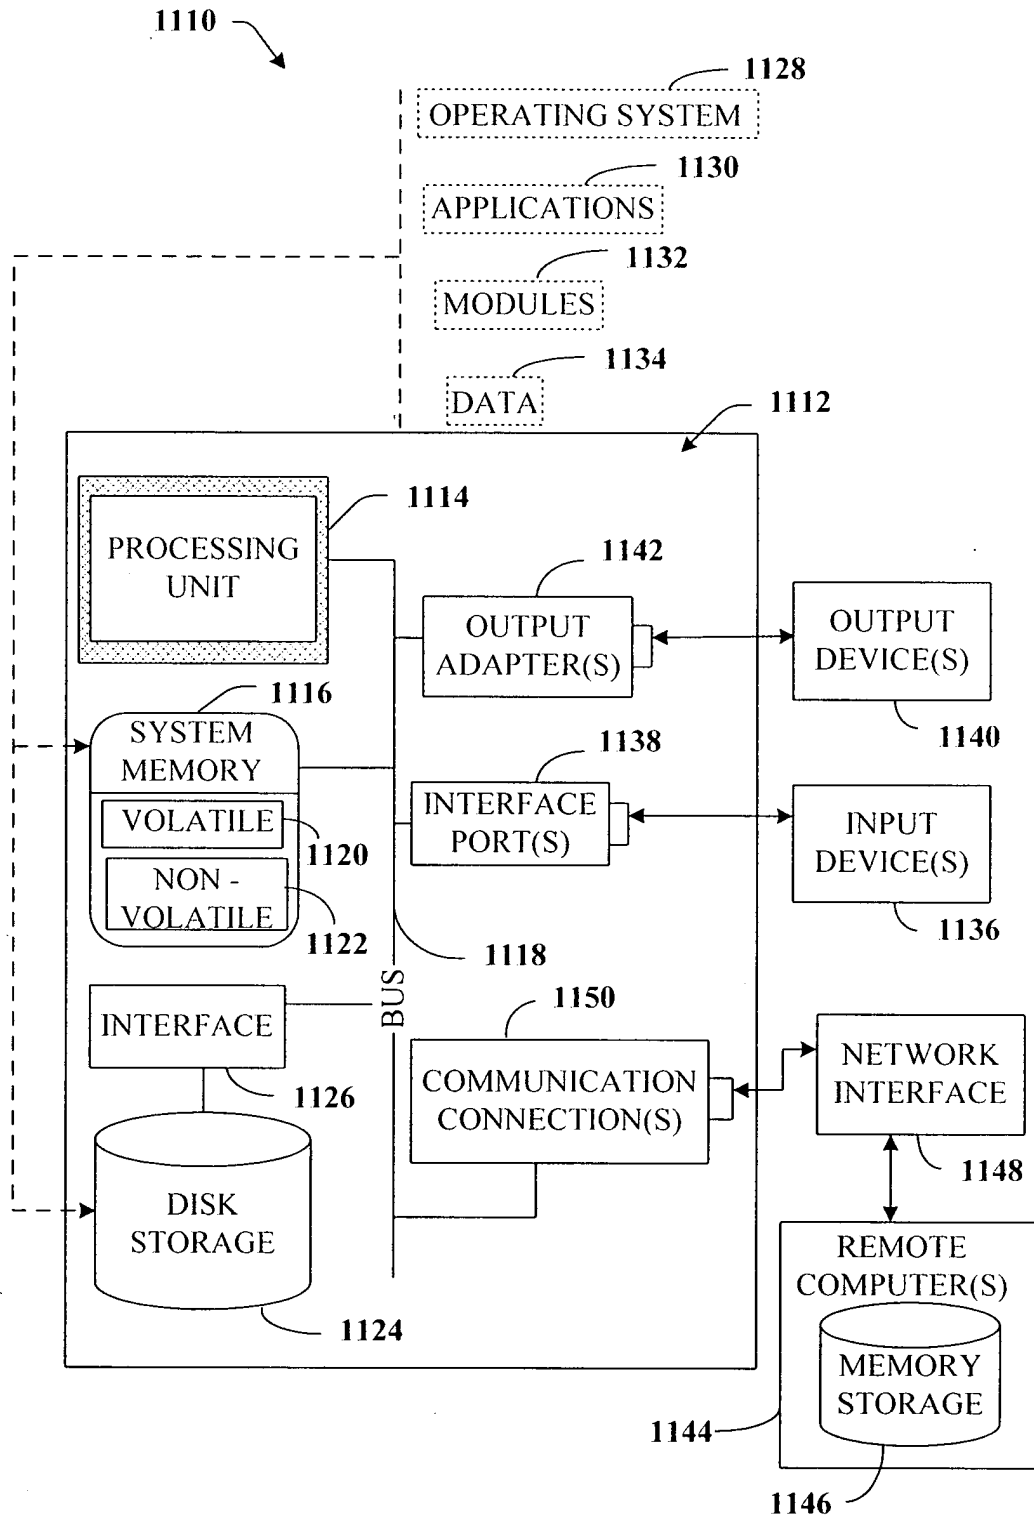 1110
1128
OPERATING SYSTEM
1130
APPLICATIONS
1132
MODULES
1134
DATA
1112
1114
PROCESSING
UNIT
1142
OUTPUT
ADAPTER(S)
OUTPUT
DEVICE(S)
1140
1116
SYSTEM
MEMORY
VOLATILE
1120
NON -
VOLATILE
1122
1138
INTERFACE
PORT(S)
INPUT
DEVICE(S)
1136
1118
BUS
INTERFACE
1126
1150
COMMUNICATION
CONNECTION(S)
NETWORK
INTERFACE
1148
DISK
STORAGE
1124
REMOTE
COMPUTER(S)
MEMORY
STORAGE
1144
1146